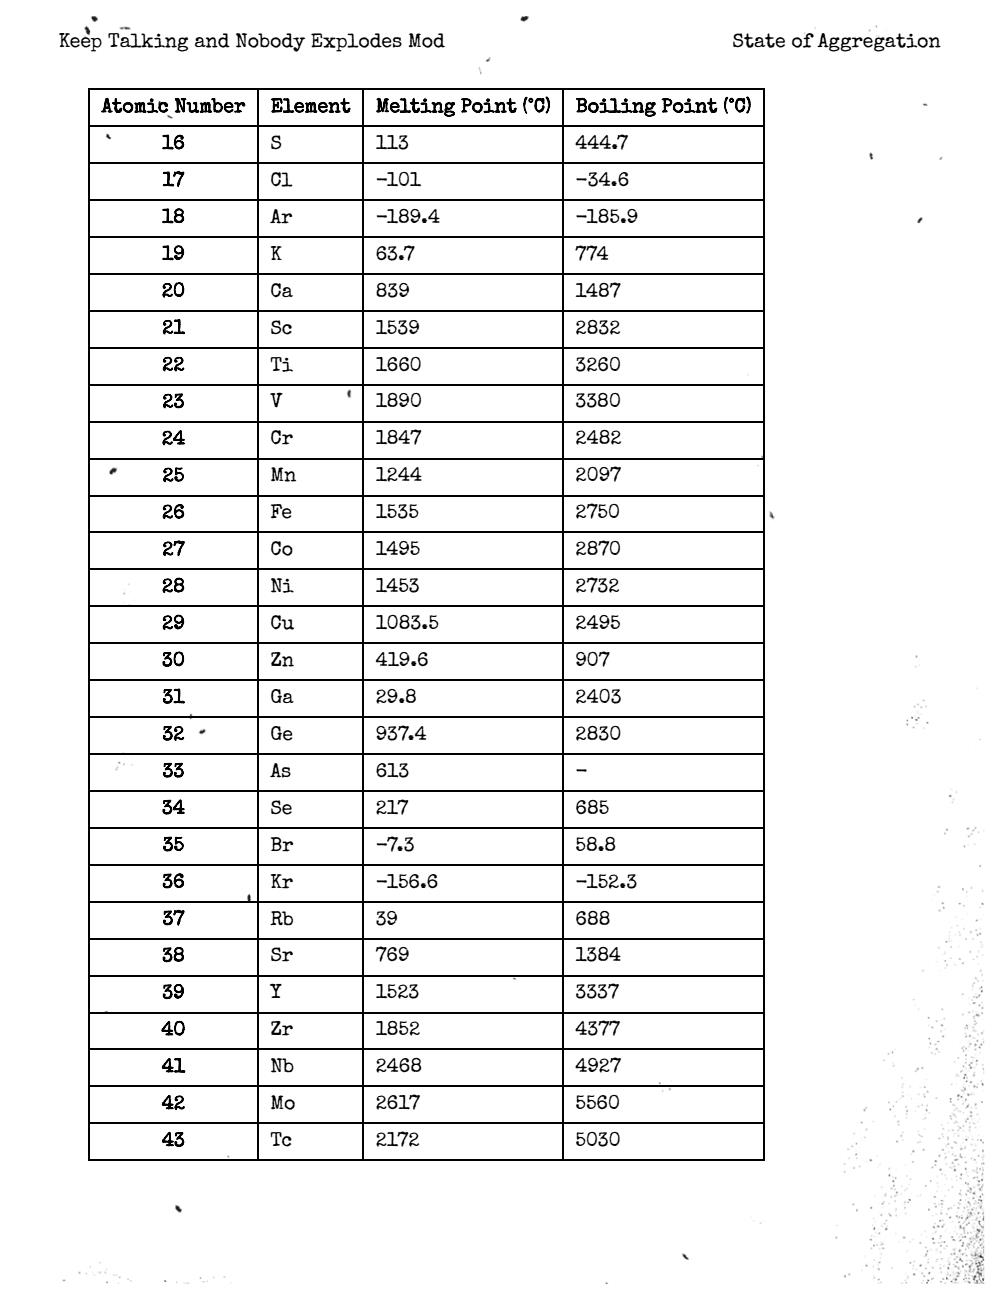 Keep Talking and Nobody Explodes Mod State of Aggregation
Atomic Number Element Melting Point (°C) Boiling Point (°C)
16 S 113 444.7
17 Cl -101 -34.6
18 Ar -189.4 -185.9
19 K 63.7 774
20 Ca 839 1487
21 Sc 1539 2832
22 Ti 1660 3260
23 V 1890 3380
24 Cr 1847 2482
25 Mn 1244 2097
26 Fe 1535 2750
27 Co 1495 2870
28 Ni 1453 2732
29 Cu 1083.5 2495
30 Zn 419.6 907
31 Ga 29.8 2403
32 Ge 937.4 2830
33 As 613 -
34 Se 217 685
35 Br -7.3 58.8
36 Kr -156.6 -152.3
37 Rb 39 688
38 Sr 769 1384
39 Y 1523 3337
40 Zr 1852 4377
41 Nb 2468 4927
42 Mo 2617 5560
43 Tc 2172 5030